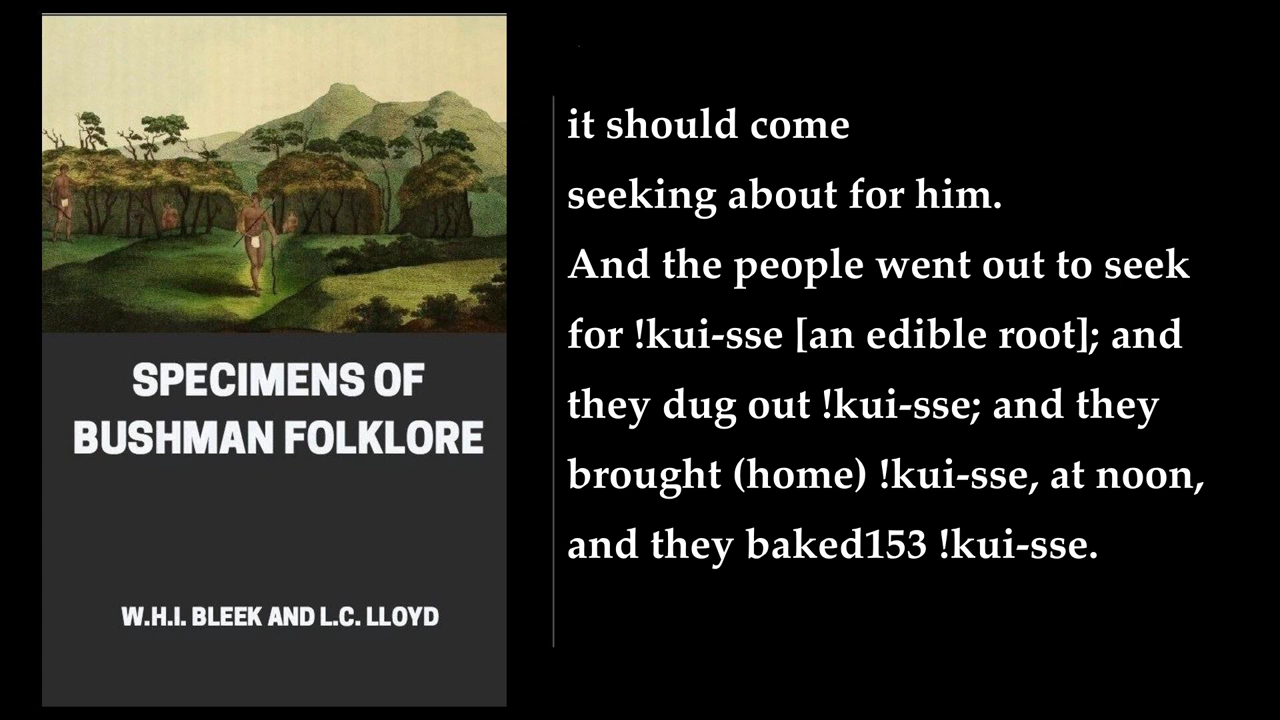 SPECIMENS OF
BUSHMAN FOLKLORE
W.H.I. BLEEK AND L.C. LLOYD
it should come
seeking about for him.
And the people went out to seek
for !kui-sse [an edible root]; and
they dug out !kui-sse; and they
brought (home) !kui-sse, at noon,
and they baked153 !kui-sse.